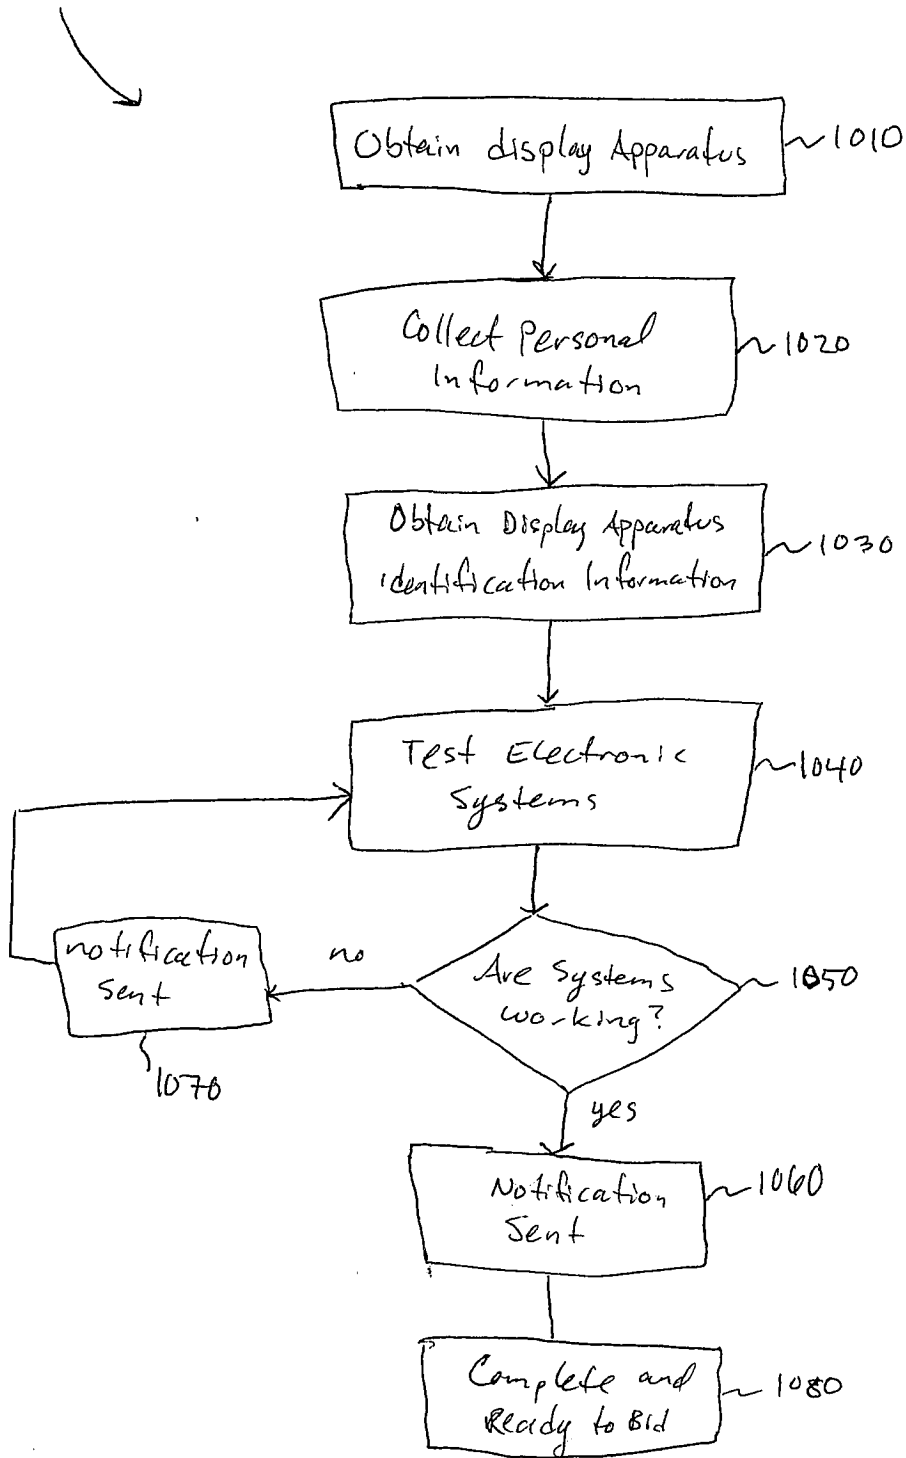 Obtain display Apparatus
1010
Collect Personal
Information
1020
Obtain Display Apparatus
identification Information
1030
Test Electronic
Systems
1040
Are Systems
working?
1050
no
notification
sent
1070
yes
Notification
Sent
1060
Complete and
Ready to Bid
1080